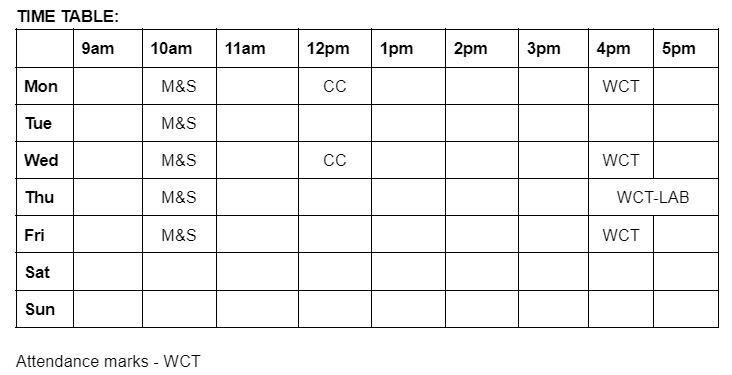 TIME TABLE:
9am 10am 11am 12pm 1pm 2pm 3pm 4pm 5pm
Mon M&S CC WCT
Tue M&S
Wed M&S CC WCT
Thu M&S WCT-LAB
Fri M&S WCT
Sat
Sun
Attendance marks - WCT